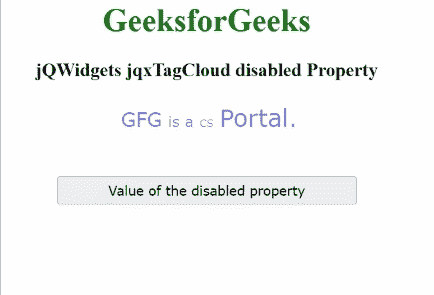 GeeksforGeeks
jQWidgets jqxTagCloud disabled Property
GFG is a cs Portal.
Value of the disabled property